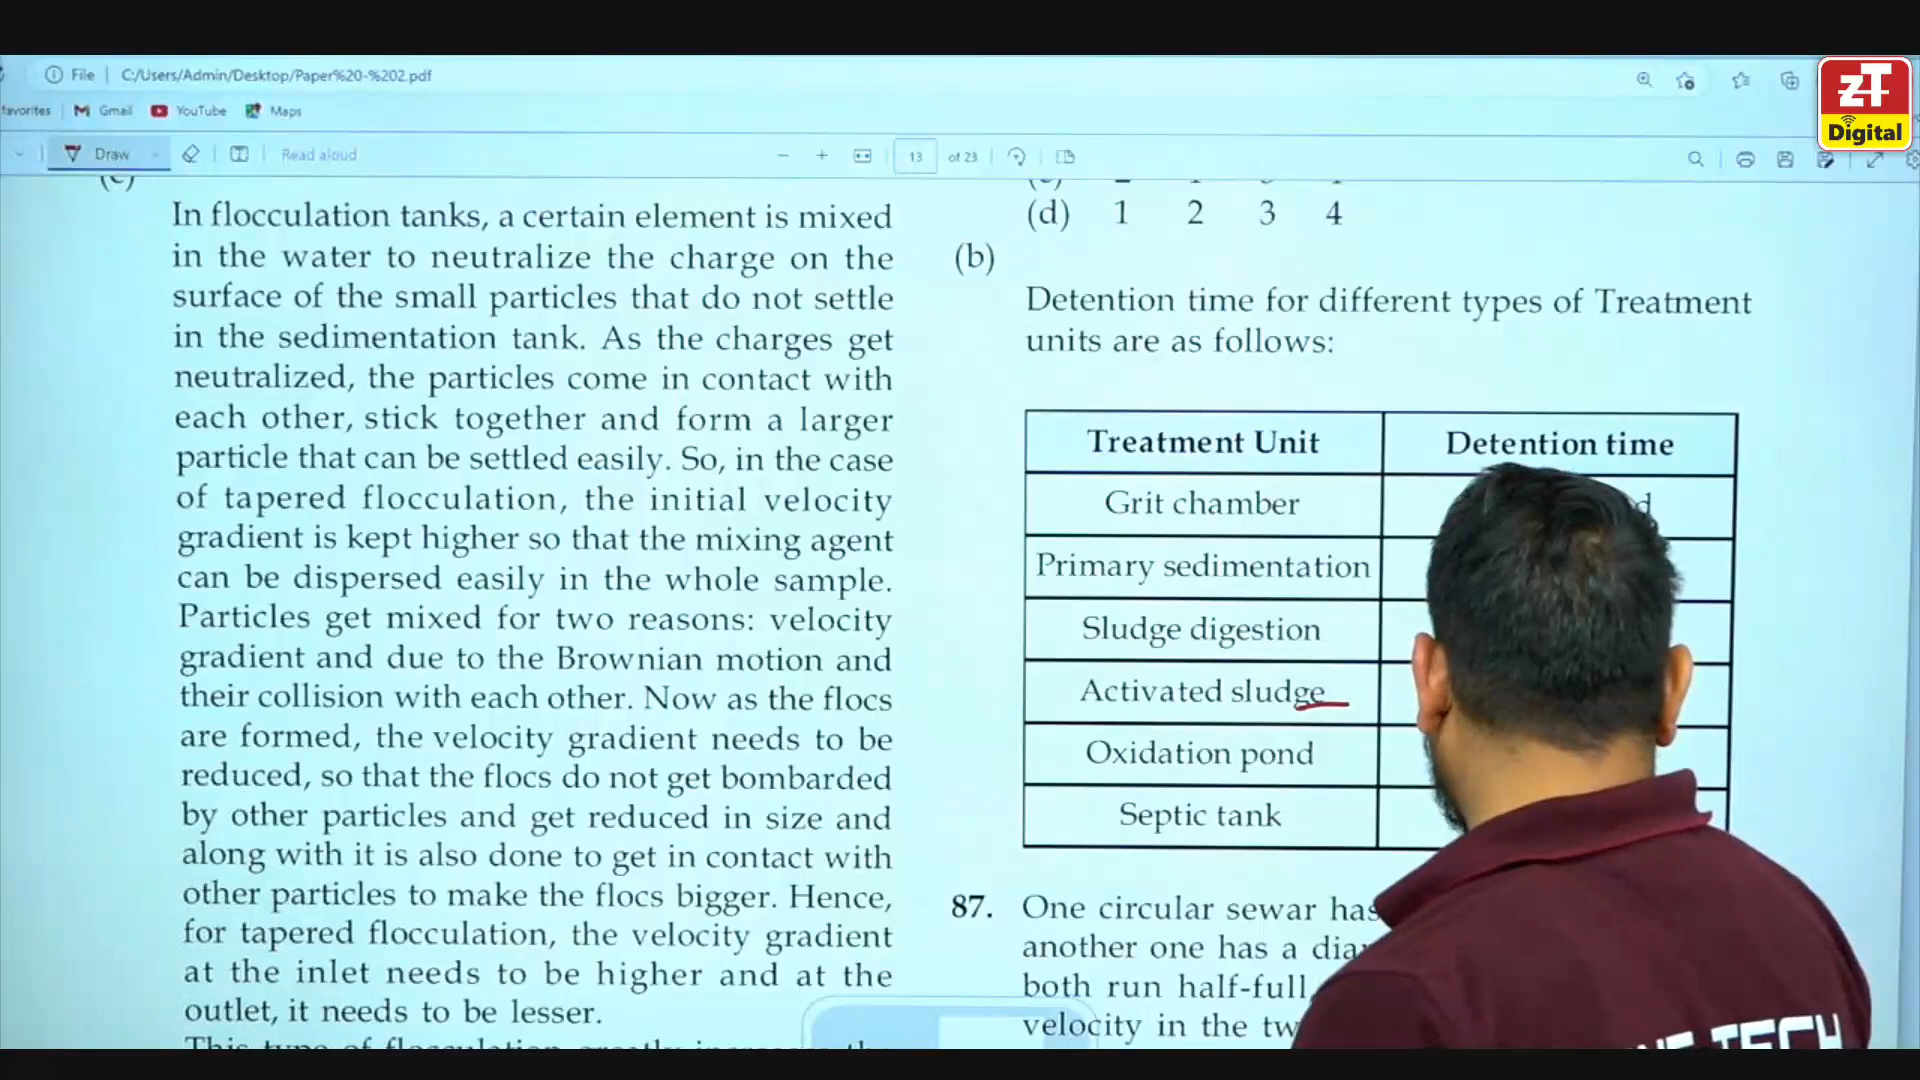 File C:/Users/Admin/Desktop/Paper%20-%202.pdf
favorites Gmail YouTube Maps
zT
Digital
Draw Read aloud 13 of 23
In flocculation tanks, a certain element is mixed
in the water to neutralize the charge on the
surface of the small particles that do not settle
in the sedimentation tank. As the charges get
neutralized, the particles come in contact with
each other, stick together and form a larger
particle that can be settled easily. So, in the case
of tapered flocculation, the initial velocity
gradient is kept higher so that the mixing agent
can be dispersed easily in the whole sample.
Particles get mixed for two reasons: velocity
gradient and due to the Brownian motion and
their collision with each other. Now as the flocs
are formed, the velocity gradient needs to be
reduced, so that the flocs do not get bombarded
by other particles and get reduced in size and
along with it is also done to get in contact with
other particles to make the flocs bigger. Hence,
for tapered flocculation, the velocity gradient
at the inlet needs to be higher and at the
outlet, it needs to be lesser.
This type of flocculation greatly increases the
(d) 1 2 3 4
(b)
Detention time for different types of Treatment
units are as follows:
Treatment Unit Detention time
Grit chamber
Primary sedimentation
Sludge digestion
Activated sludge
Oxidation pond
Septic tank
87. One circular sewar has
another one has a
both run half-full,
velocity in the
TECH